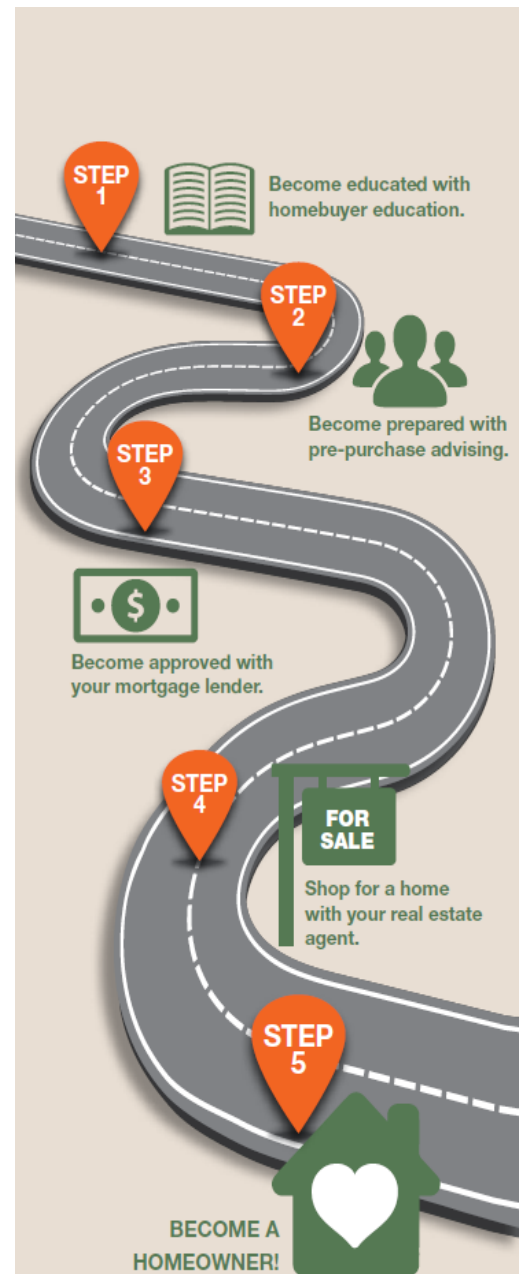 STEP
1
Become educated with
homebuyer education.
STEP
2
Become prepared with
pre-purchase advising.
STEP
3
$
Become approved with
your mortgage lender.
STEP
4
FOR
SALE
Shop for a home
with your real estate
agent.
STEP
5
BECOME A
HOMEOWNER!